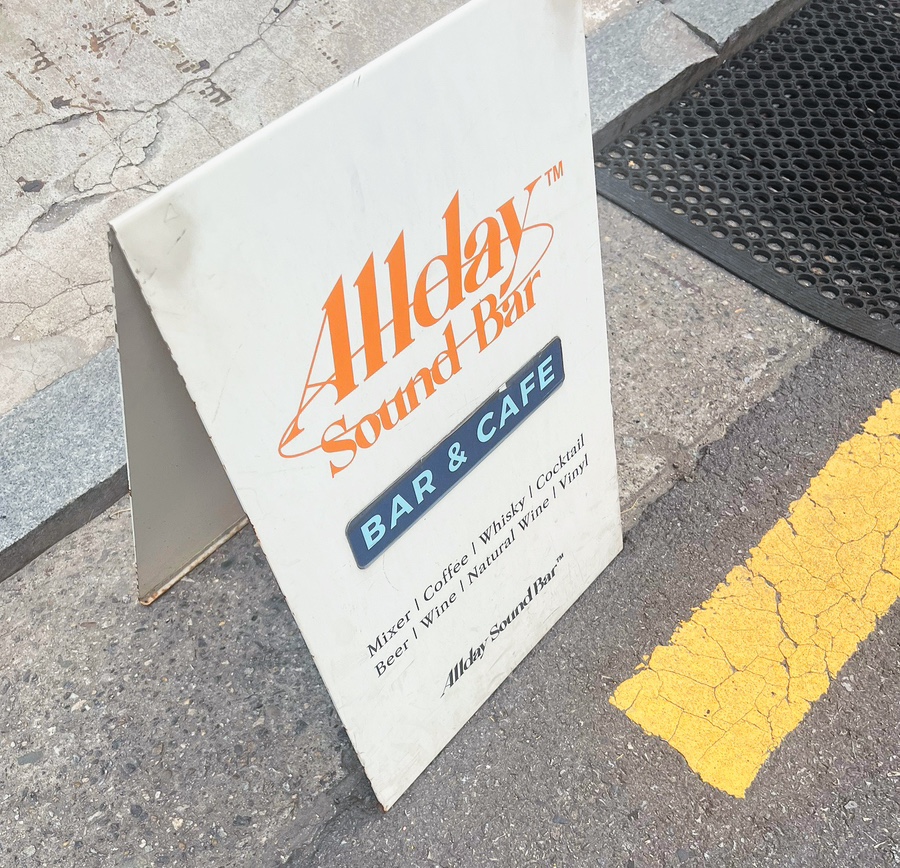 Allday™
Sound Bar
BAR & CAFE
Mixer | Coffee | Whisky | Cocktail
Beer | Wine | Natural Wine | Vinyl
Allday Sound Bar™